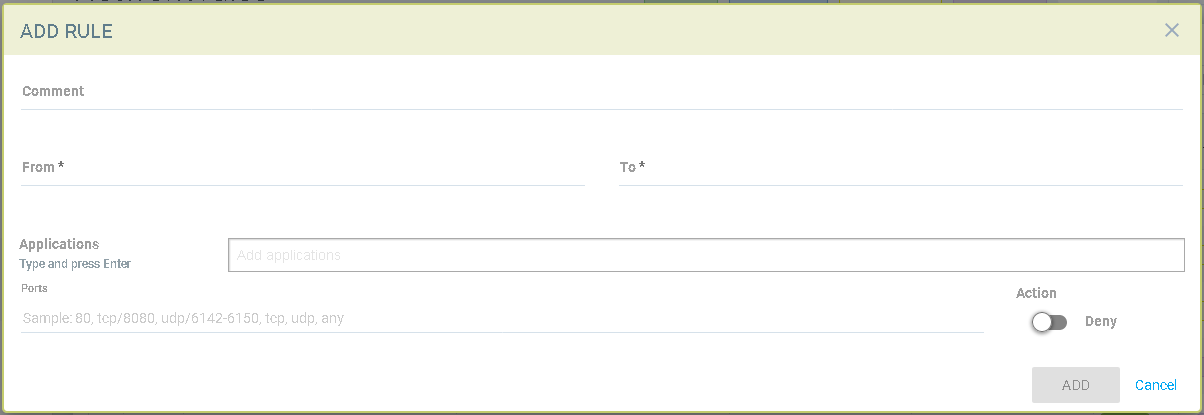 ADD RULE
Comment
From *
To *
Applications
Type and press Enter
Add applications
Ports
Sample: 80, tcp/8080, udp/6142-6150, tcp, udp, any
Action
Deny
ADD
Cancel